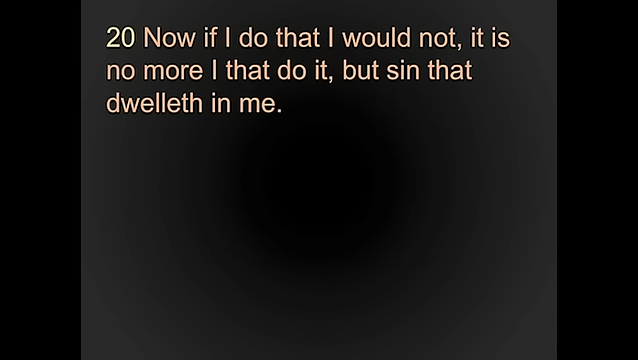 20 Now if I do that I would not, it is
no more I that do it, but sin that
dwelleth in me.